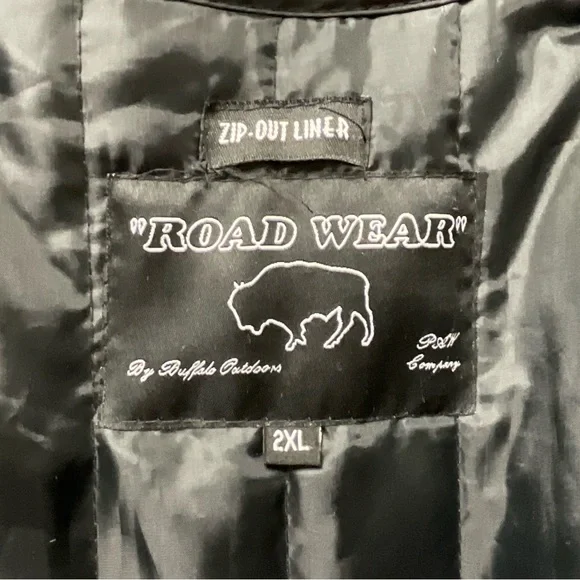 ZIP-OUT LINER
"ROAD WEAR"
By Buffalo Outdoors
Company
2XL